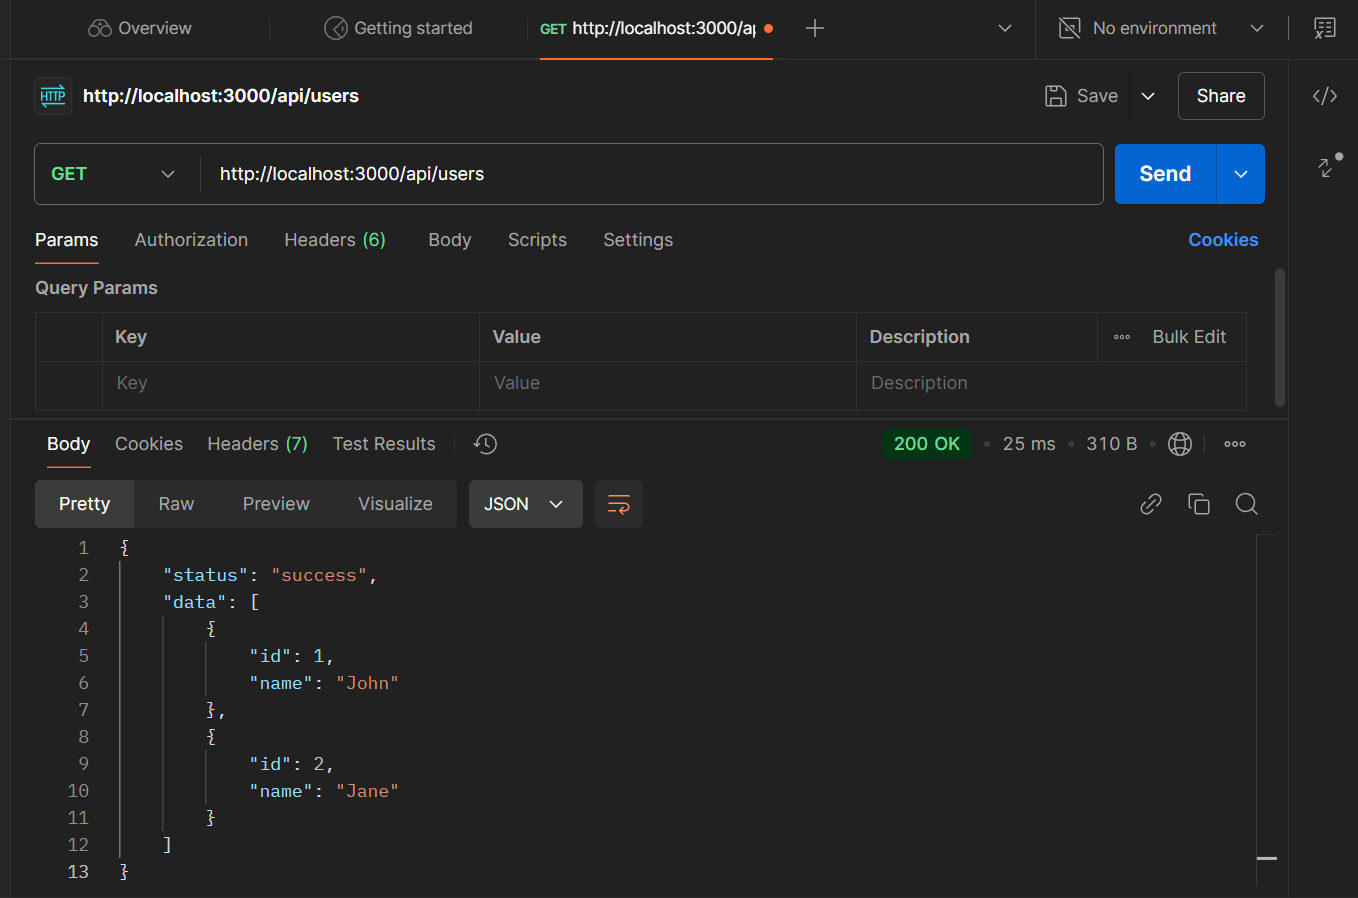 Overview
Getting started
GET http://localhost:3000/ap
No environment
HTTP http://localhost:3000/api/users
Save
Share
GET
http://localhost:3000/api/users
Send
Params Authorization Headers (6) Body Scripts Settings
Cookies
Query Params
Key Value Description Bulk Edit
Key Value Description
Body Cookies Headers (7) Test Results
200 OK • 25 ms • 310 B •
Pretty Raw Preview Visualize
JSON
1 {
2     "status": "success",
3     "data": [
4         {
5             "id": 1,
6             "name": "John"
7         },
8         {
9             "id": 2,
10             "name": "Jane"
11         }
12     ]
13 }